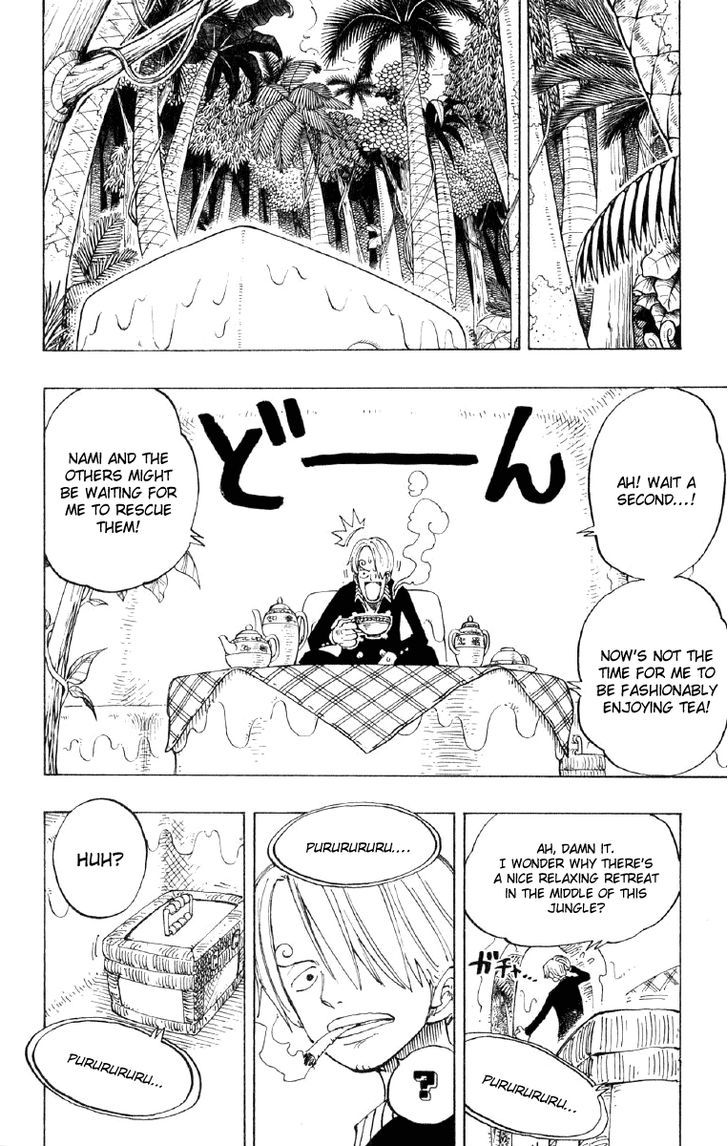 どーん
AH! WAIT A
SECOND...!
NAMI AND THE
OTHERS MIGHT
BE WAITING FOR
ME TO RESCUE
THEM!
NOW'S NOT THE
TIME FOR ME TO
BE FASHIONABLY
ENJOYING TEA!
AH, DAMN IT.
I WONDER WHY THERE'S
A NICE RELAXING RETREAT
IN THE MIDDLE OF THIS
JUNGLE?
ガチャ...
PURURURURU...
PURURURURU....
?
HUH?
PURURURURU...